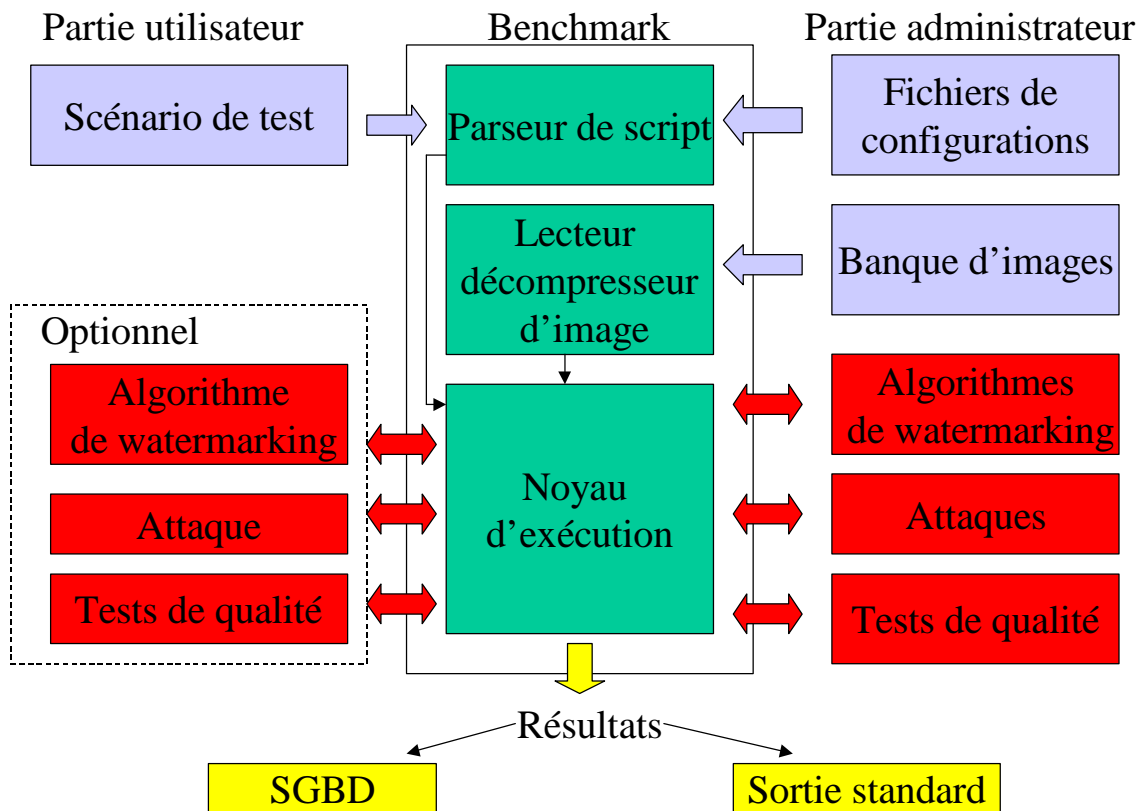 Partie utilisateur
Benchmark
Partie administrateur
Scénario de test
Parseur de script
Fichiers de
configurations
Lecteur
décompresseur
d’image
Banque d’images
Optionnel
Algorithme
de watermarking
Attaque
Tests de qualité
Noyau
d’exécution
Algorithmes
de watermarking
Attaques
Tests de qualité
Résultats
SGBD
Sortie standard